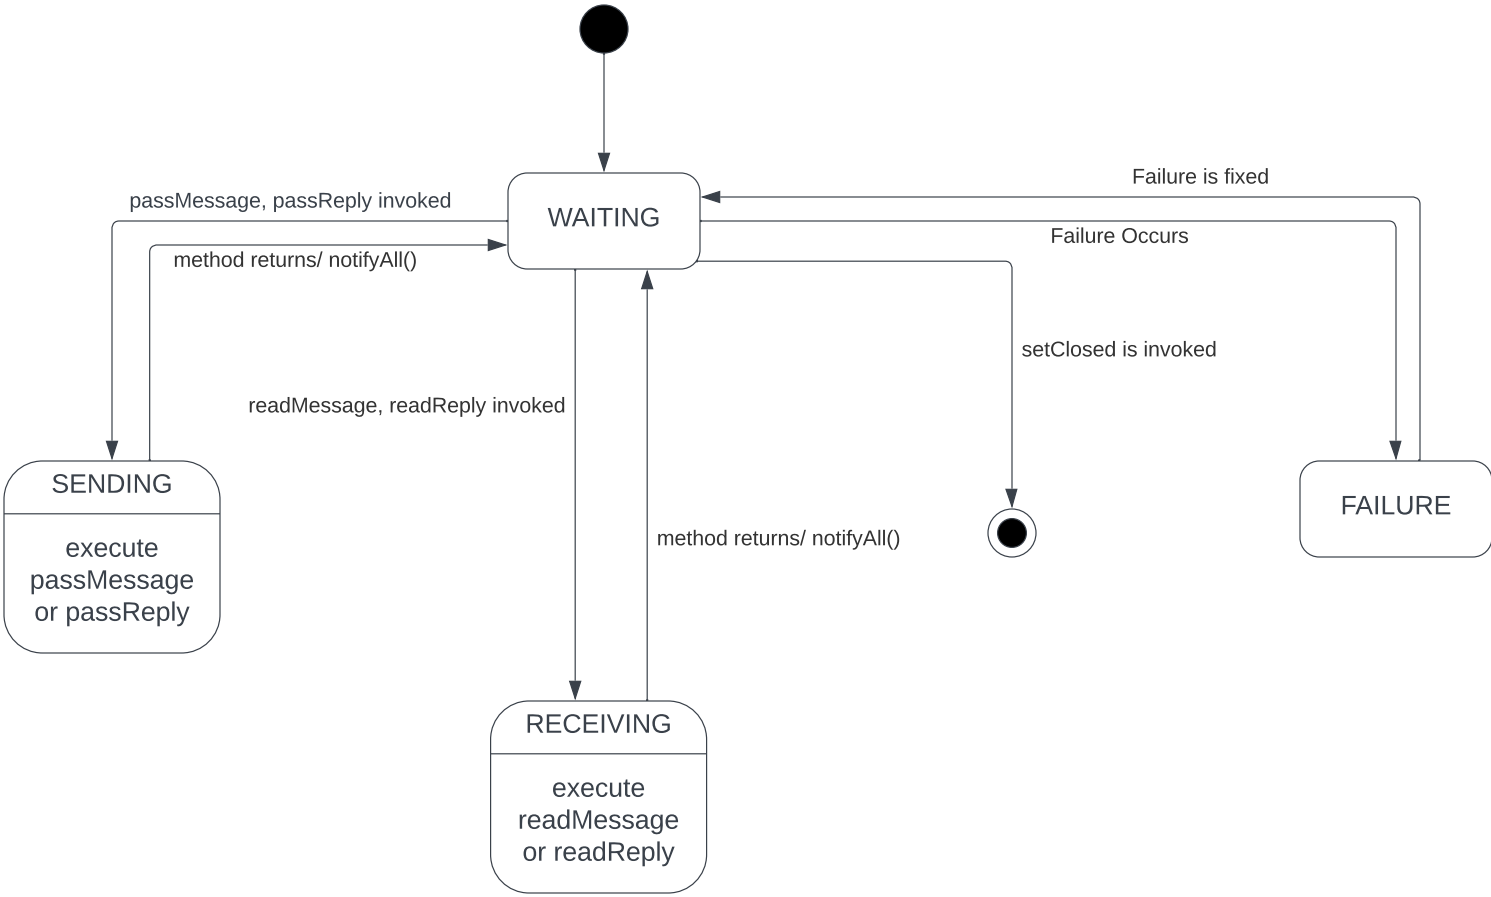 Failure is fixed
passMessage, passReply invoked
WAITING
Failure Occurs
method returns/ notifyAll()
setClosed is invoked
readMessage, readReply invoked
SENDING
execute
passMessage
or passReply
FAILURE
method returns/ notifyAll()
RECEIVING
execute
readMessage
or readReply